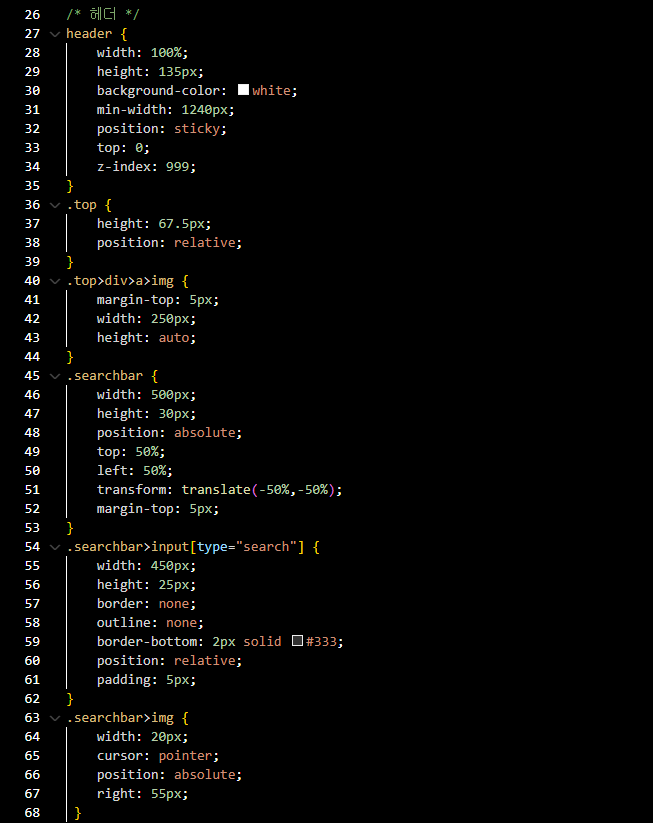 26 /* 헤더 */
27 header {
28     width: 100%;
29     height: 135px;
30     background-color: white;
31     min-width: 1240px;
32     position: sticky;
33     top: 0;
34     z-index: 999;
35 }
36 .top {
37     height: 67.5px;
38     position: relative;
39 }
40 .top>div>a>img {
41     margin-top: 5px;
42     width: 250px;
43     height: auto;
44 }
45 .searchbar {
46     width: 500px;
47     height: 30px;
48     position: absolute;
49     top: 50%;
50     left: 50%;
51     transform: translate(-50%,-50%);
52     margin-top: 5px;
53 }
54 .searchbar>input[type="search"] {
55     width: 450px;
56     height: 25px;
57     border: none;
58     outline: none;
59     border-bottom: 2px solid #333;
60     position: relative;
61     padding: 5px;
62 }
63 .searchbar>img {
64     width: 20px;
65     cursor: pointer;
66     position: absolute;
67     right: 55px;
68  }